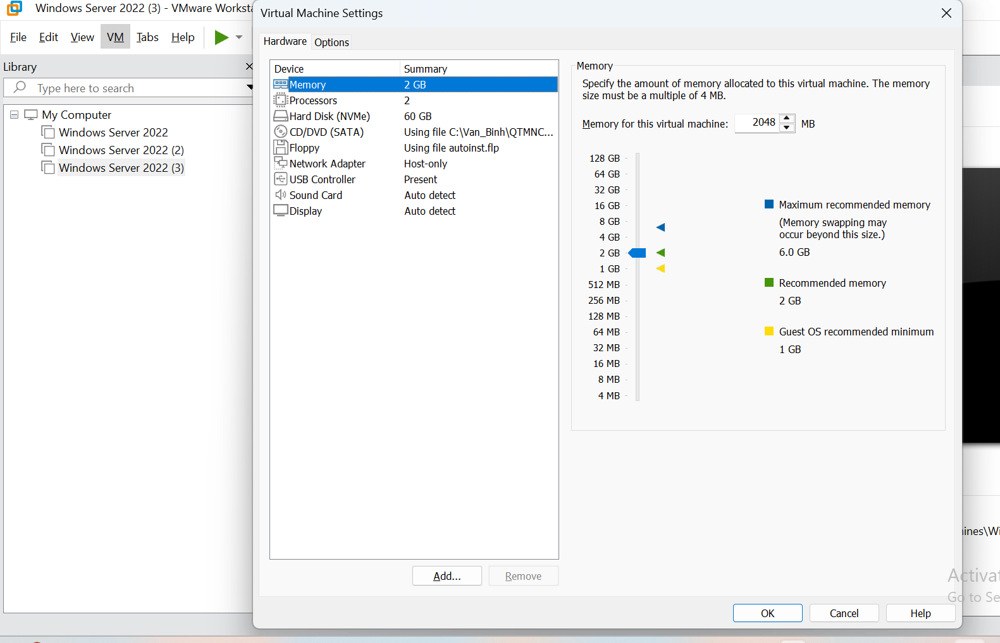 Windows Server 2022 (3) - VMware Worksta
File Edit View VM Tabs Help
Library
Type here to search
My Computer
Windows Server 2022
Windows Server 2022 (2)
Windows Server 2022 (3)
Virtual Machine Settings
Hardware Options
Device Summary
Memory 2 GB
Processors 2
Hard Disk (NVMe) 60 GB
CD/DVD (SATA) Using file C:\Van_Binh\QTMNC...
Floppy Using file autoinst.flp
Network Adapter Host-only
USB Controller Present
Sound Card Auto detect
Display Auto detect
Add... Remove
Memory
Specify the amount of memory allocated to this virtual machine. The memory
size must be a multiple of 4 MB.
Memory for this virtual machine: 2048 MB
128 GB
64 GB
32 GB
16 GB
8 GB
4 GB
2 GB
1 GB
512 MB
256 MB
128 MB
64 MB
32 MB
16 MB
8 MB
4 MB
Maximum recommended memory
(Memory swapping may
occur beyond this size.)
6.0 GB
Recommended memory
2 GB
Guest OS recommended minimum
1 GB
OK Cancel Help
ines\Wi
Activat
Go to Se